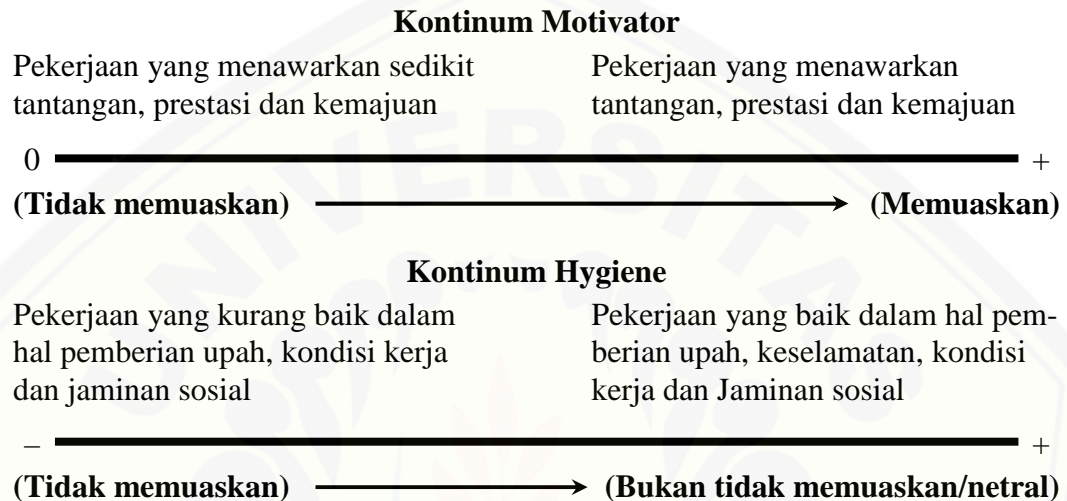 Kontinum Motivator
Pekerjaan yang menawarkan sedikit
tantangan, prestasi dan kemajuan
Pekerjaan yang menawarkan
tantangan, prestasi dan kemajuan
0 +
(Tidak memuaskan) (Memuaskan)
Kontinum Hygiene
Pekerjaan yang kurang baik dalam
hal pemberian upah, kondisi kerja
dan jaminan sosial
Pekerjaan yang baik dalam hal pem-
berian upah, keselamatan, kondisi
kerja dan Jaminan sosial
– +
(Tidak memuaskan) (Bukan tidak memuaskan/netral)
UNIVERSITAS